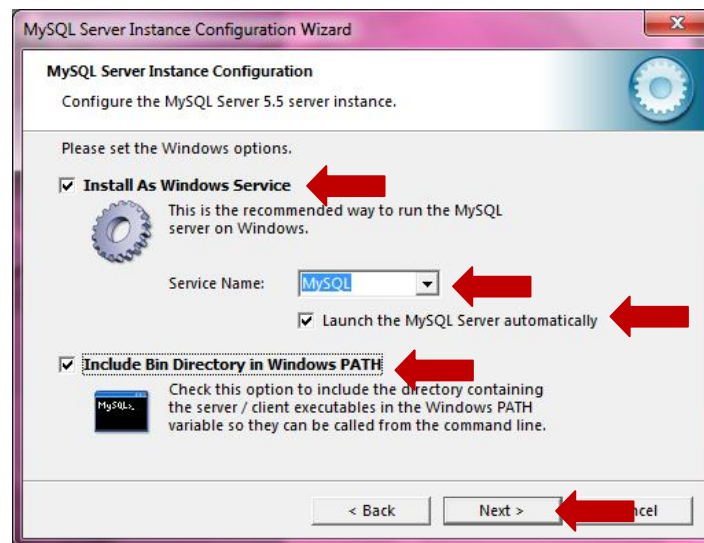 MySQL Server Instance Configuration Wizard
MySQL Server Instance Configuration
Configure the MySQL Server 5.5 server instance.
Please set the Windows options.
Install As Windows Service
This is the recommended way to run the MySQL
server on Windows.
Service Name:
MySQL
Launch the MySQL Server automatically
Include Bin Directory in Windows PATH
Check this option to include the directory containing
the server / client executables in the Windows PATH
variable so they can be called from the command line.
MySQL>_
< Back
Next >
ncel